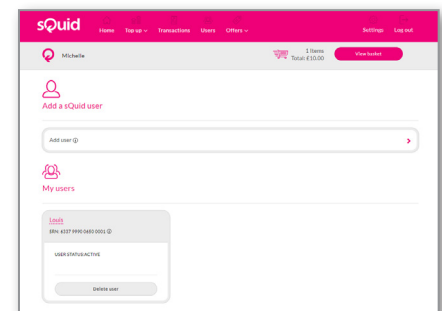 sQuid
Home Top up Transactions Users Offers Settings Log out
Michelle
1 Items
Total: £10.00
View basket
Add a sQuid user
Add user
My users
Louis
ERN: 6337 9990 0680 0001
USER STATUS: ACTIVE
Delete user